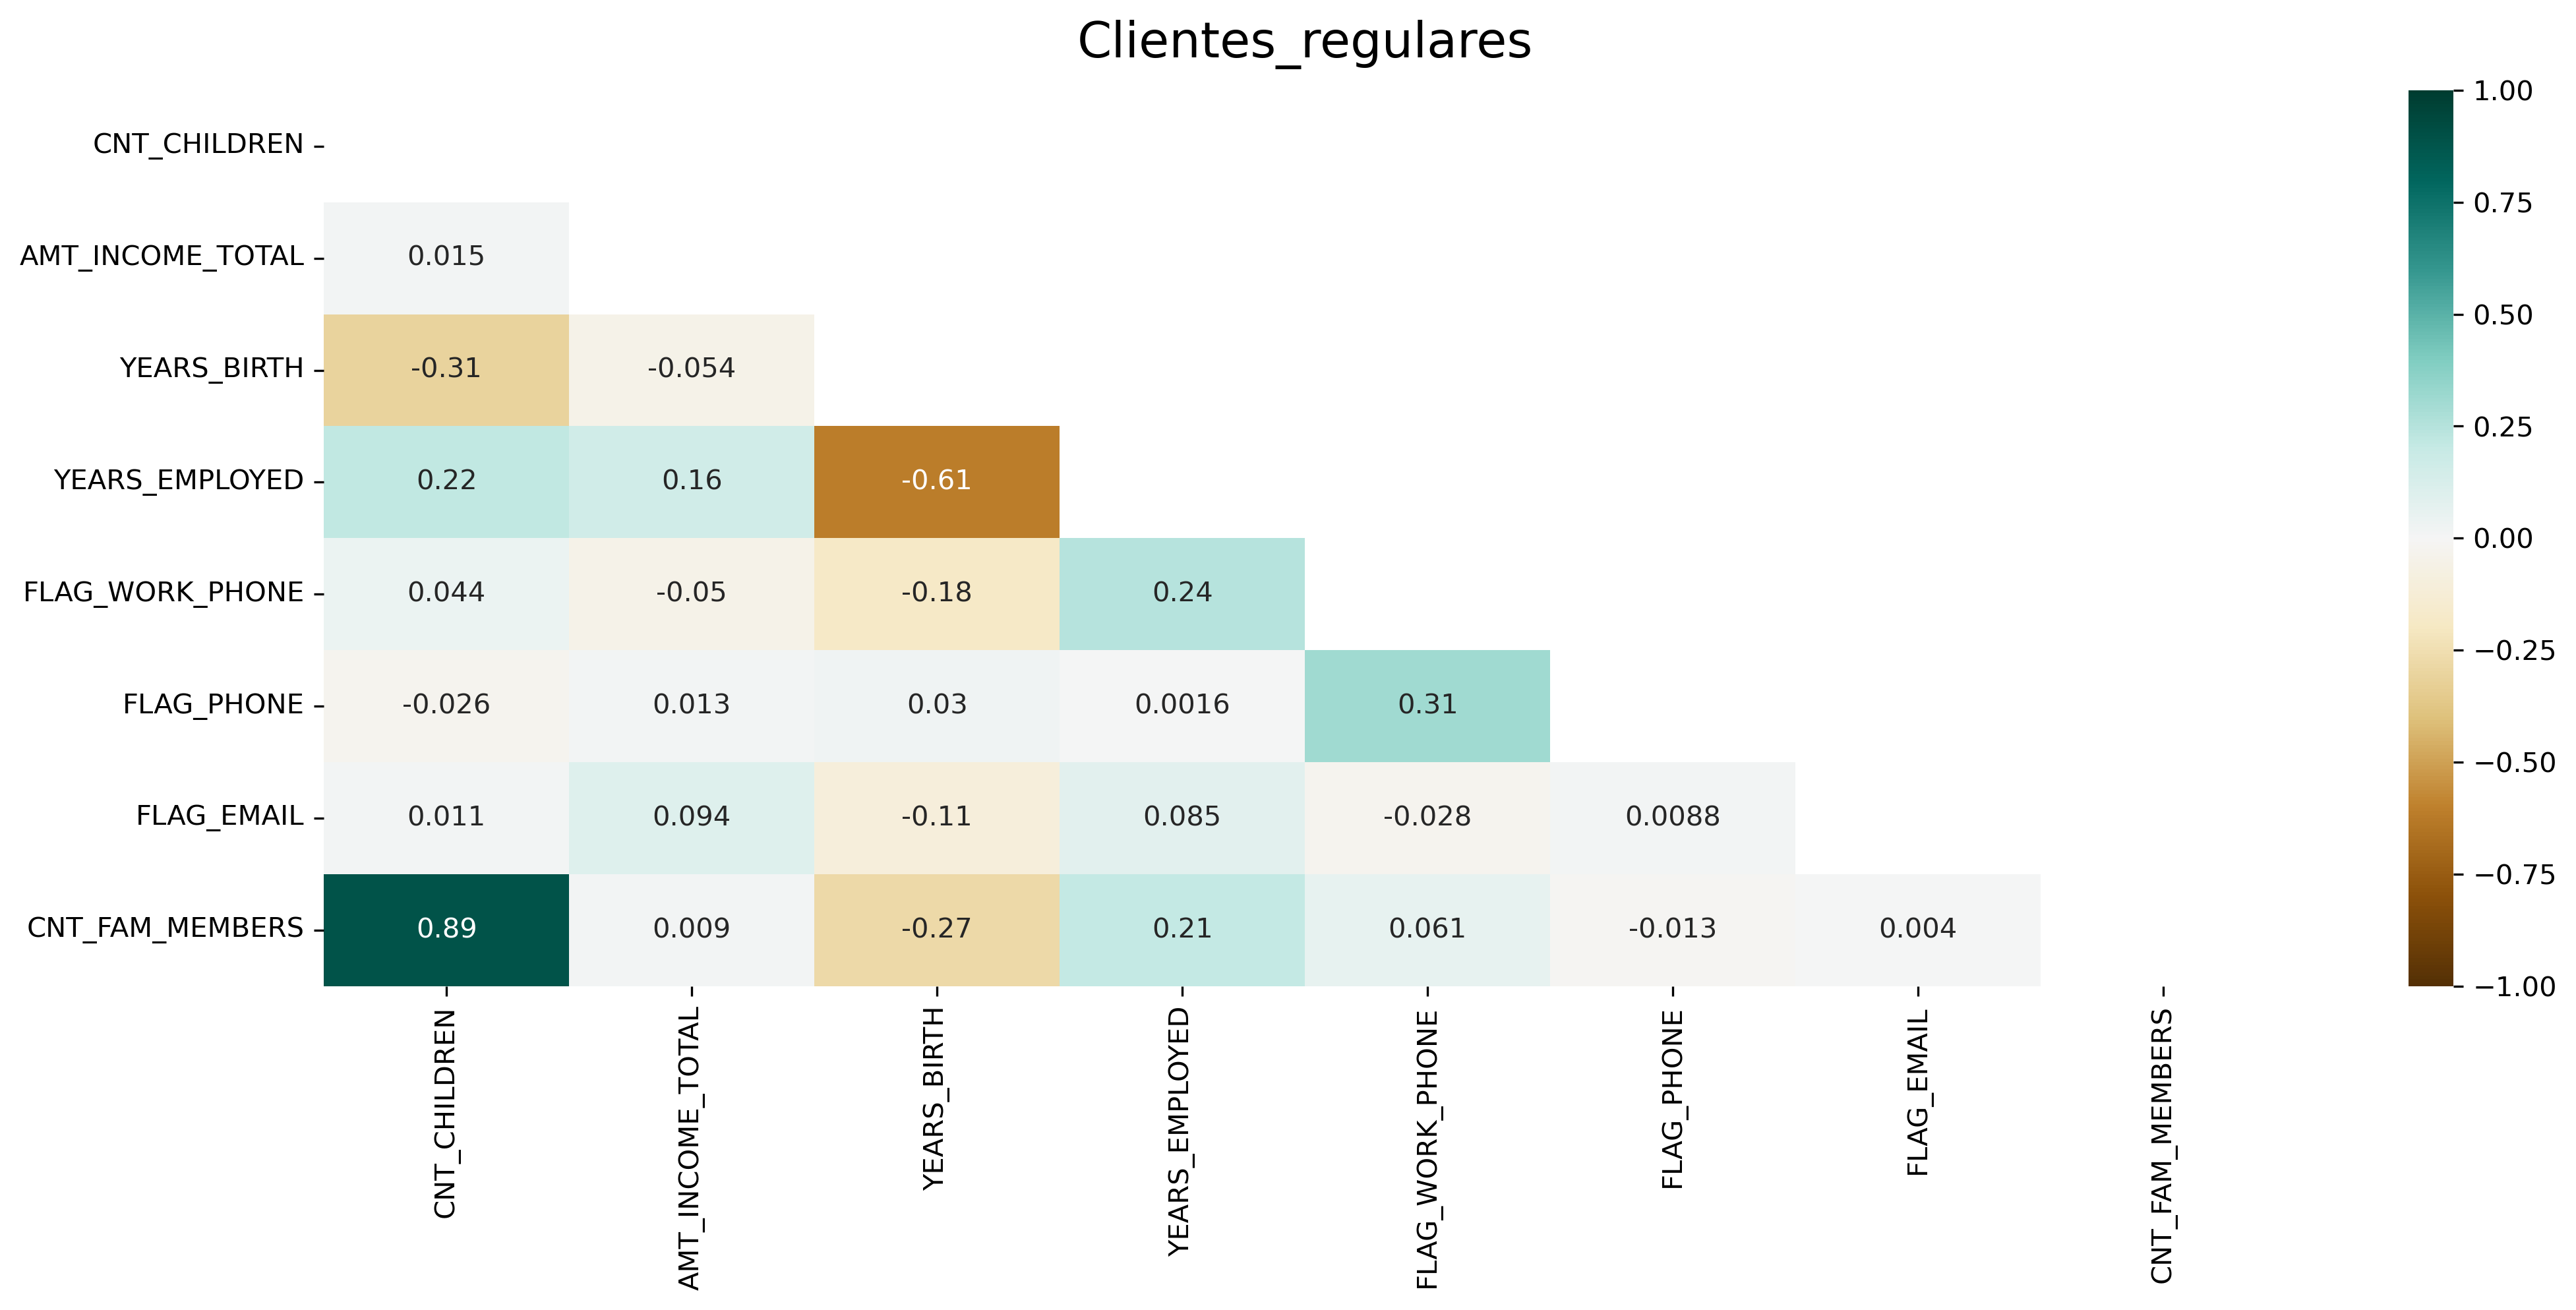 Clientes_regulares
CNT_CHILDREN
AMT_INCOME_TOTAL 0.015
YEARS_BIRTH -0.31 -0.054
YEARS_EMPLOYED 0.22 0.16 -0.61
FLAG_WORK_PHONE 0.044 -0.05 -0.18 0.24
FLAG_PHONE -0.026 0.013 0.03 0.0016 0.31
FLAG_EMAIL 0.011 0.094 -0.11 0.085 -0.028 0.0088
CNT_FAM_MEMBERS 0.89 0.009 -0.27 0.21 0.061 -0.013 0.004
CNT_CHILDREN
AMT_INCOME_TOTAL
YEARS_BIRTH
YEARS_EMPLOYED
FLAG_WORK_PHONE
FLAG_PHONE
FLAG_EMAIL
CNT_FAM_MEMBERS
1.00
0.75
0.50
0.25
0.00
−0.25
−0.50
−0.75
−1.00